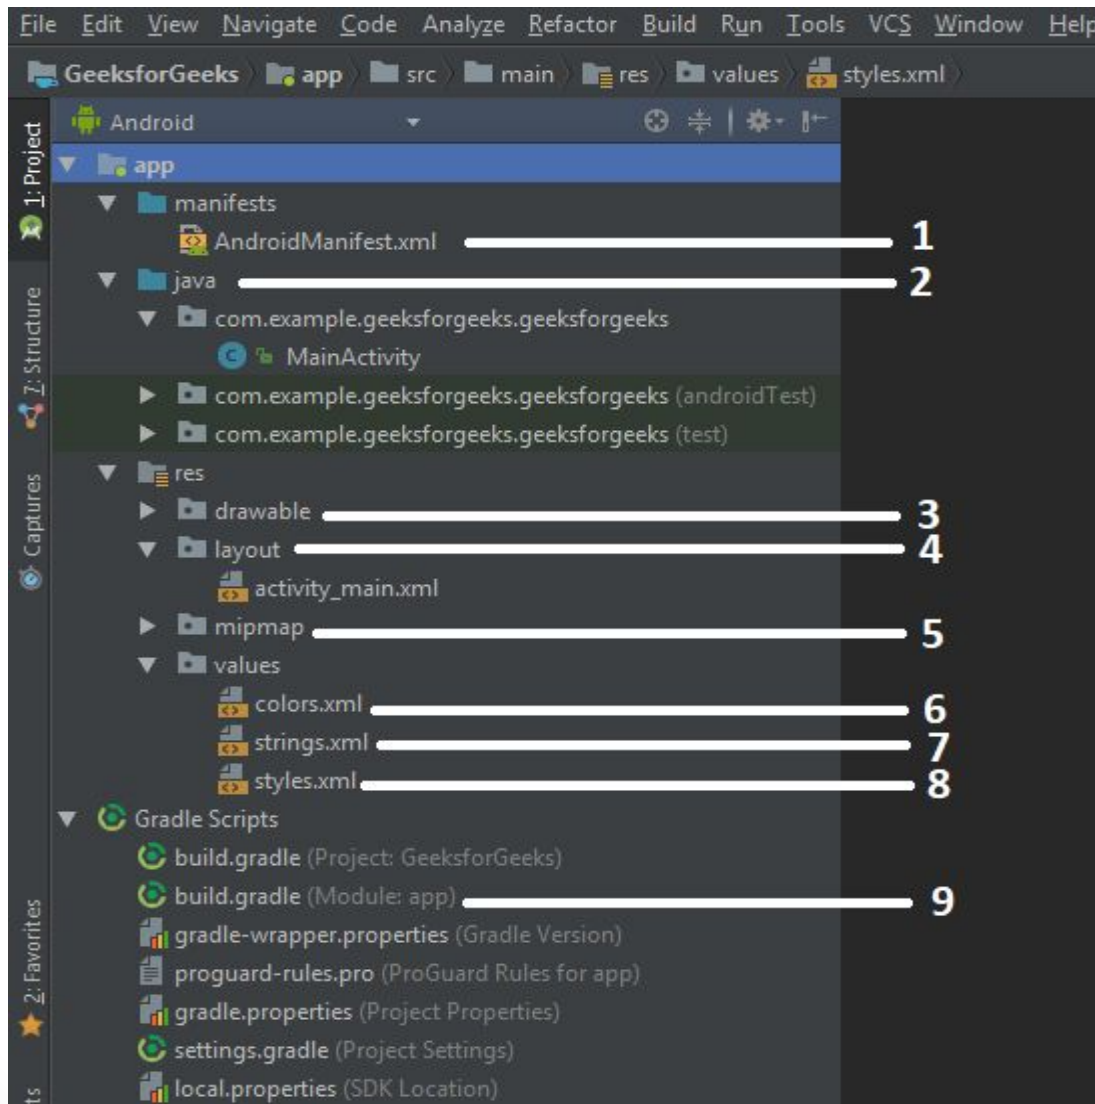 File Edit View Navigate Code Analyze Refactor Build Run Tools VCS Window Help
GeeksforGeeks app src main res values styles.xml
Android
1: Project
7: Structure
Captures
2: Favorites
app
manifests
AndroidManifest.xml 1
java 2
com.example.geeksforgeeks.geeksforgeeks
C MainActivity
com.example.geeksforgeeks.geeksforgeeks (androidTest)
com.example.geeksforgeeks.geeksforgeeks (test)
res
drawable 3
layout 4
activity_main.xml
mipmap 5
values
colors.xml 6
strings.xml 7
styles.xml 8
Gradle Scripts
build.gradle (Project: GeeksforGeeks)
build.gradle (Module: app) 9
gradle-wrapper.properties (Gradle Version)
proguard-rules.pro (ProGuard Rules for app)
gradle.properties (Project Properties)
settings.gradle (Project Settings)
local.properties (SDK Location)